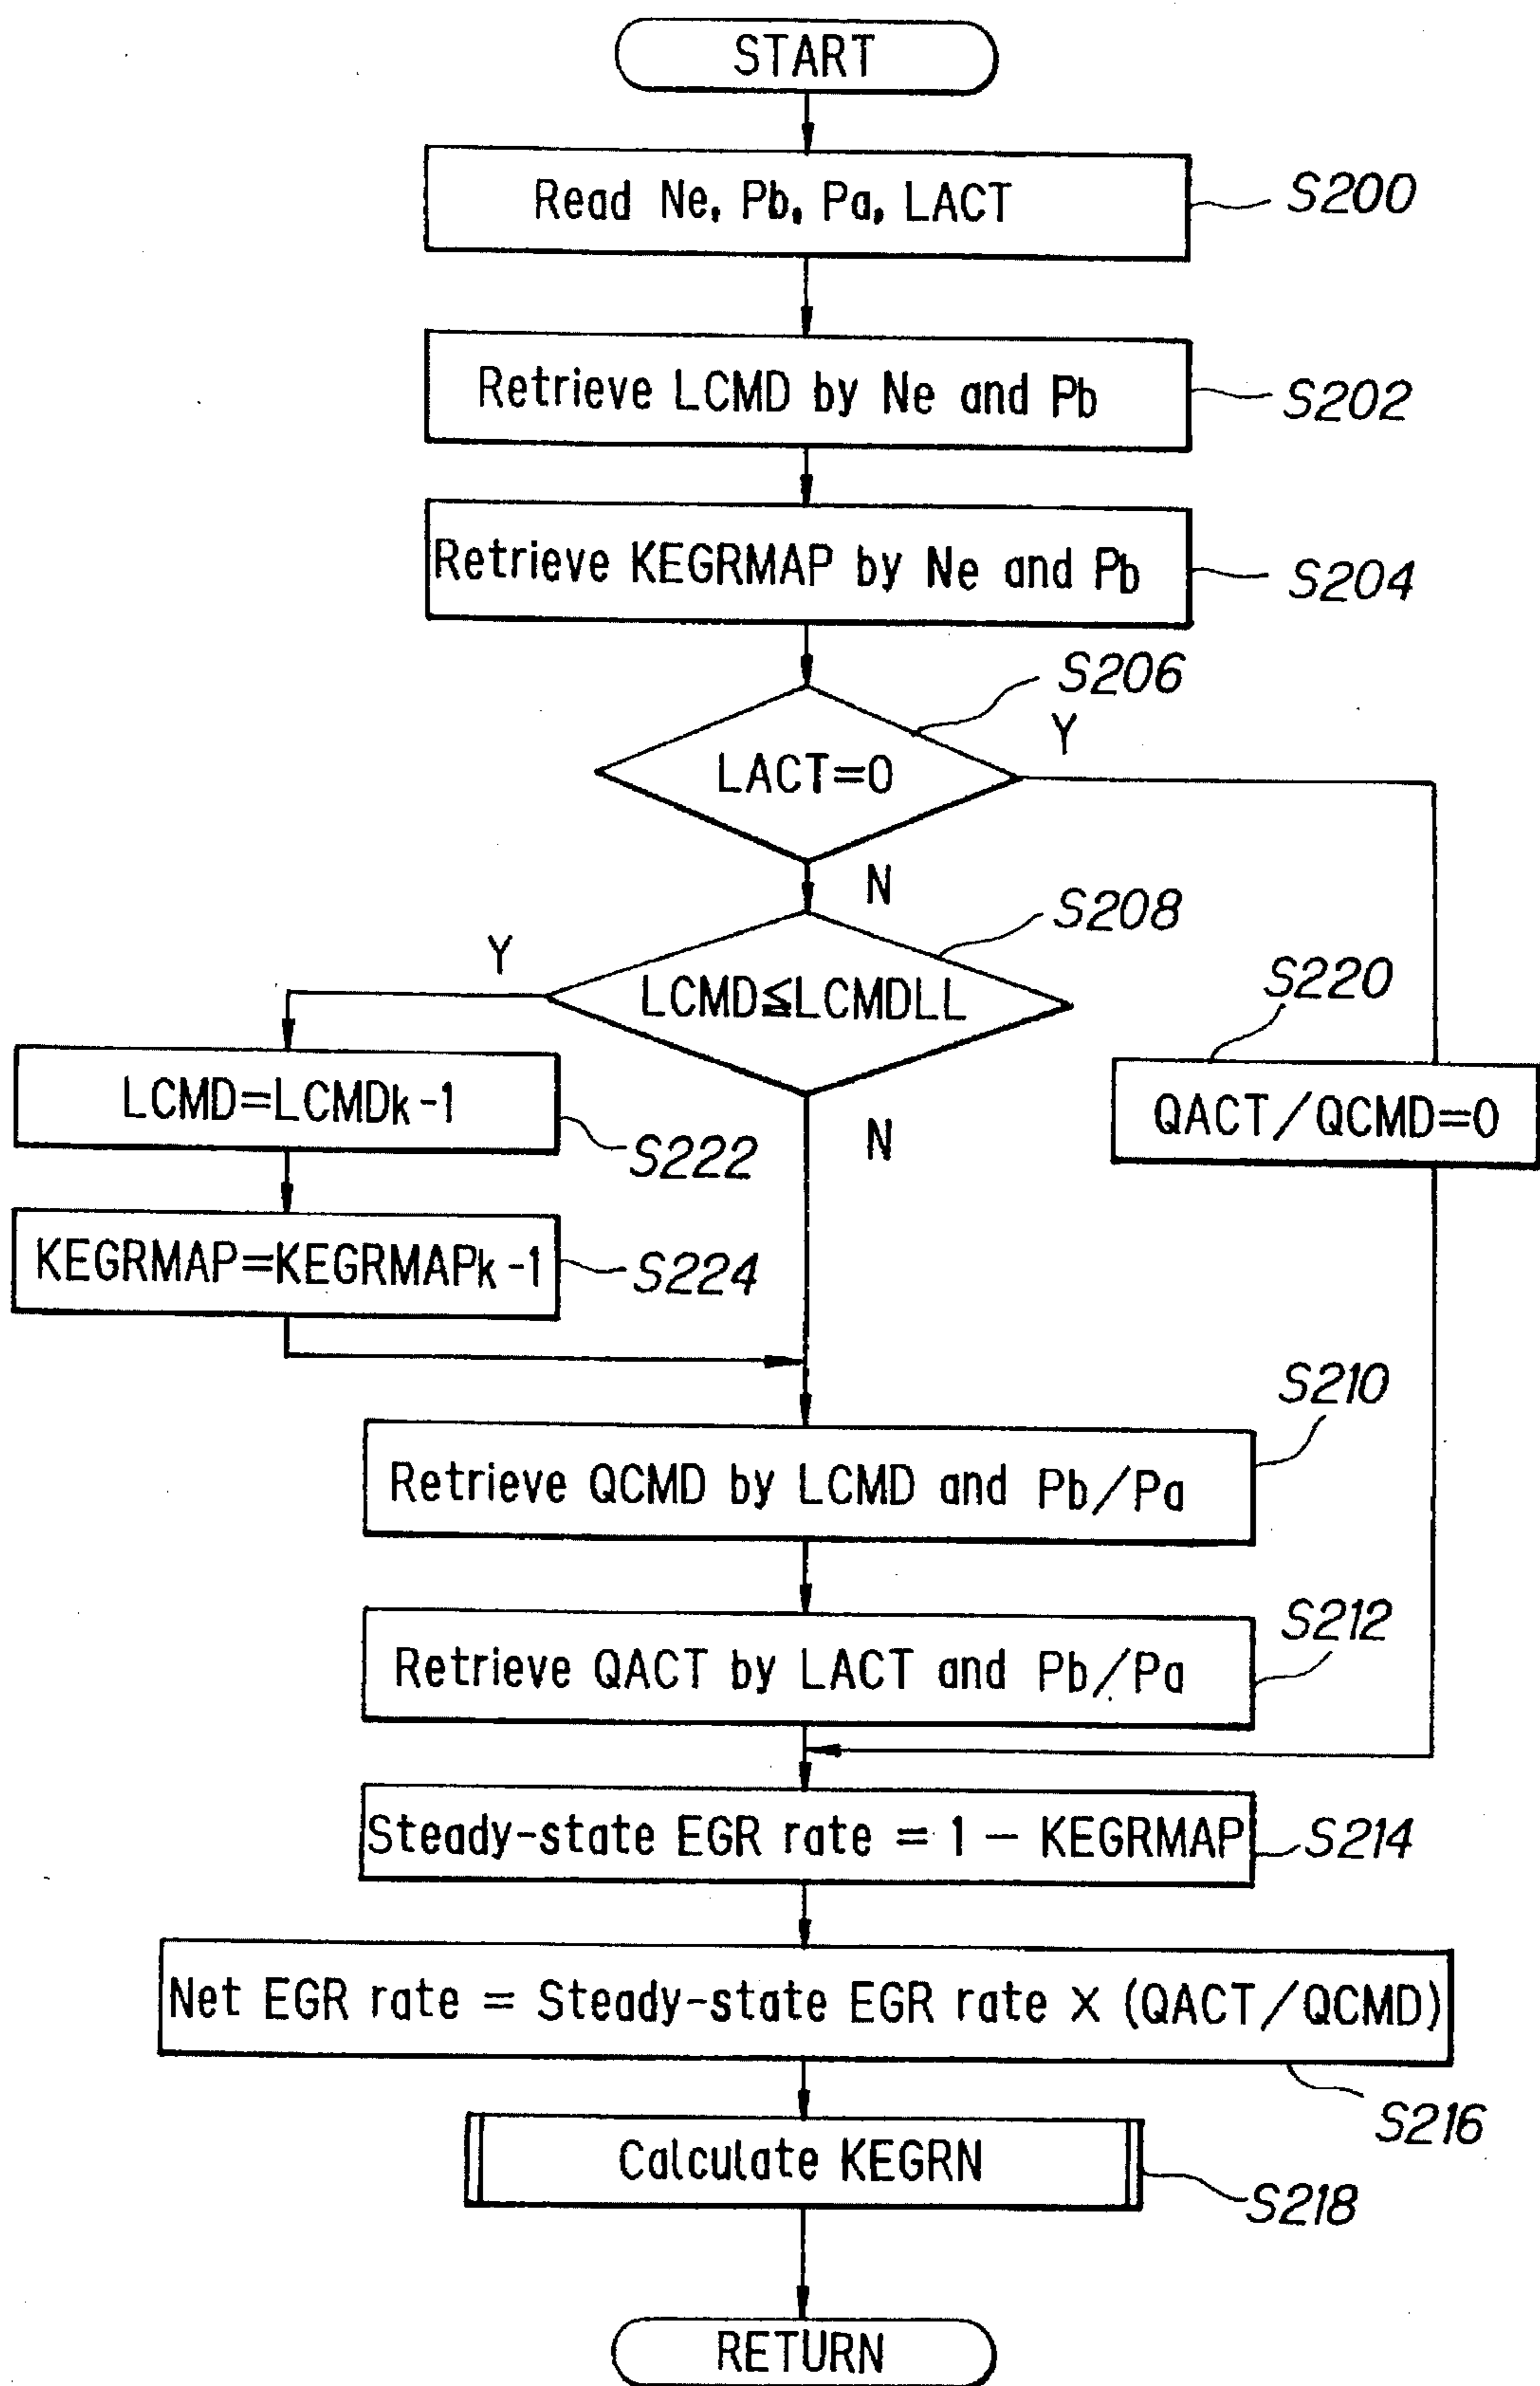 START
Read Ne, Pb, Pa, LACT
S200
Retrieve LCMD by Ne and Pb
S202
Retrieve KEGRMAP by Ne and Pb
S204
S206
LACT=0
Y
N
S208
LCMD≦LCMDLL
Y
N
S220
QACT/QCMD=0
LCMD=LCMDk-1
S222
KEGRMAP=KEGRMAPk-1
S224
S210
Retrieve QCMD by LCMD and Pb/Pa
S212
Retrieve QACT by LACT and Pb/Pa
Steady-state EGR rate = 1 - KEGRMAP
S214
Net EGR rate = Steady-state EGR rate × (QACT/QCMD)
S216
Calculate KEGRN
S218
RETURN